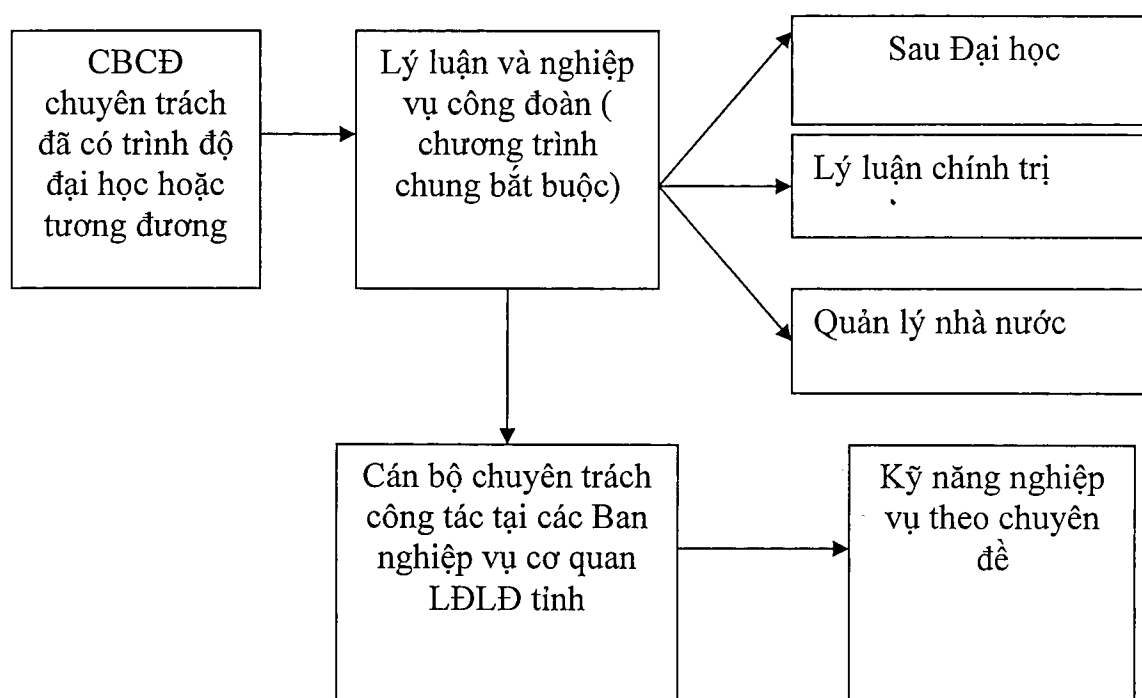 CBCĐ
chuyên trách
đã có trình độ
đại học hoặc
tương đương
Lý luận và nghiệp
vụ công đoàn (
chương trình
chung bắt buộc)
Sau Đại học
Lý luận chính trị
Quản lý nhà nước
Cán bộ chuyên trách
công tác tại các Ban
nghiệp vụ cơ quan
LĐLĐ tỉnh
Kỹ năng nghiệp
vụ theo chuyên
đề